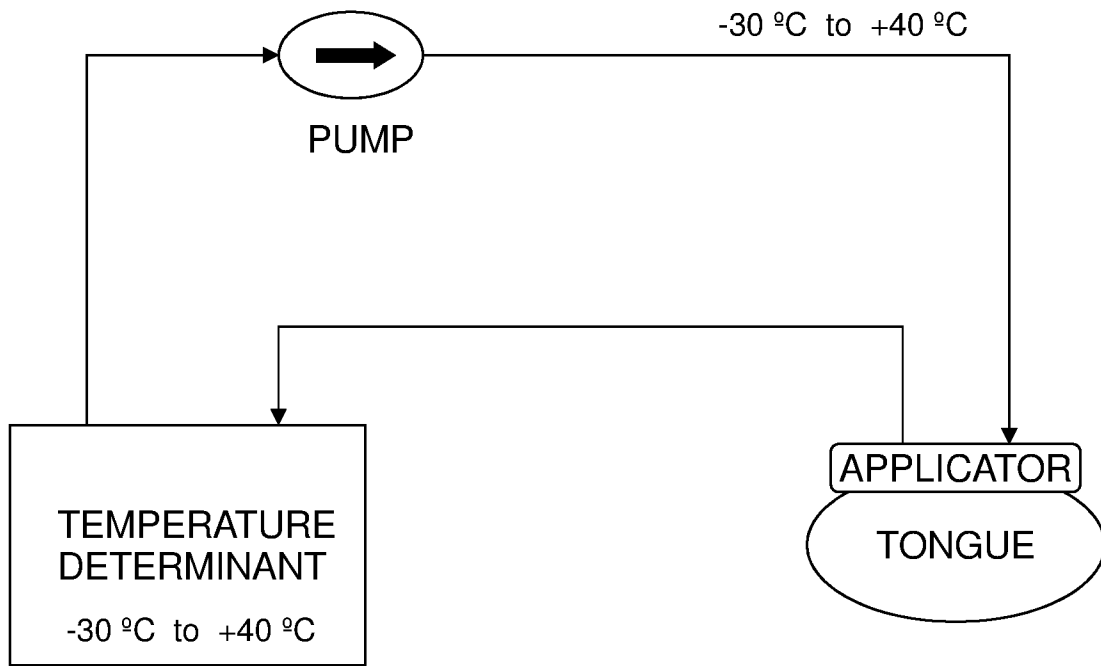 -30 ºC to +40 ºC
PUMP
APPLICATOR
TONGUE
TEMPERATURE
DETERMINANT
-30 ºC to +40 ºC